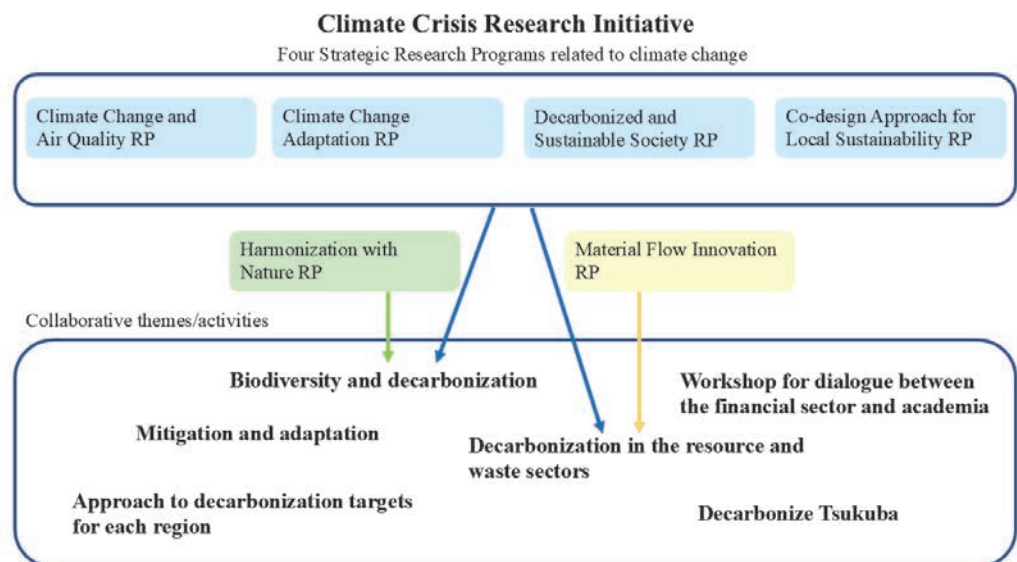 Climate Crisis Research Initiative
Four Strategic Research Programs related to climate change
Climate Change and
Air Quality RP
Climate Change
Adaptation RP
Decarbonized and
Sustainable Society RP
Co-design Approach for
Local Sustainability RP
Harmonization with
Nature RP
Material Flow Innovation
RP
Collaborative themes/activities
Biodiversity and decarbonization
Workshop for dialogue between
the financial sector and academia
Mitigation and adaptation
Decarbonization in the resource and
waste sectors
Approach to decarbonization targets
for each region
Decarbonize Tsukuba